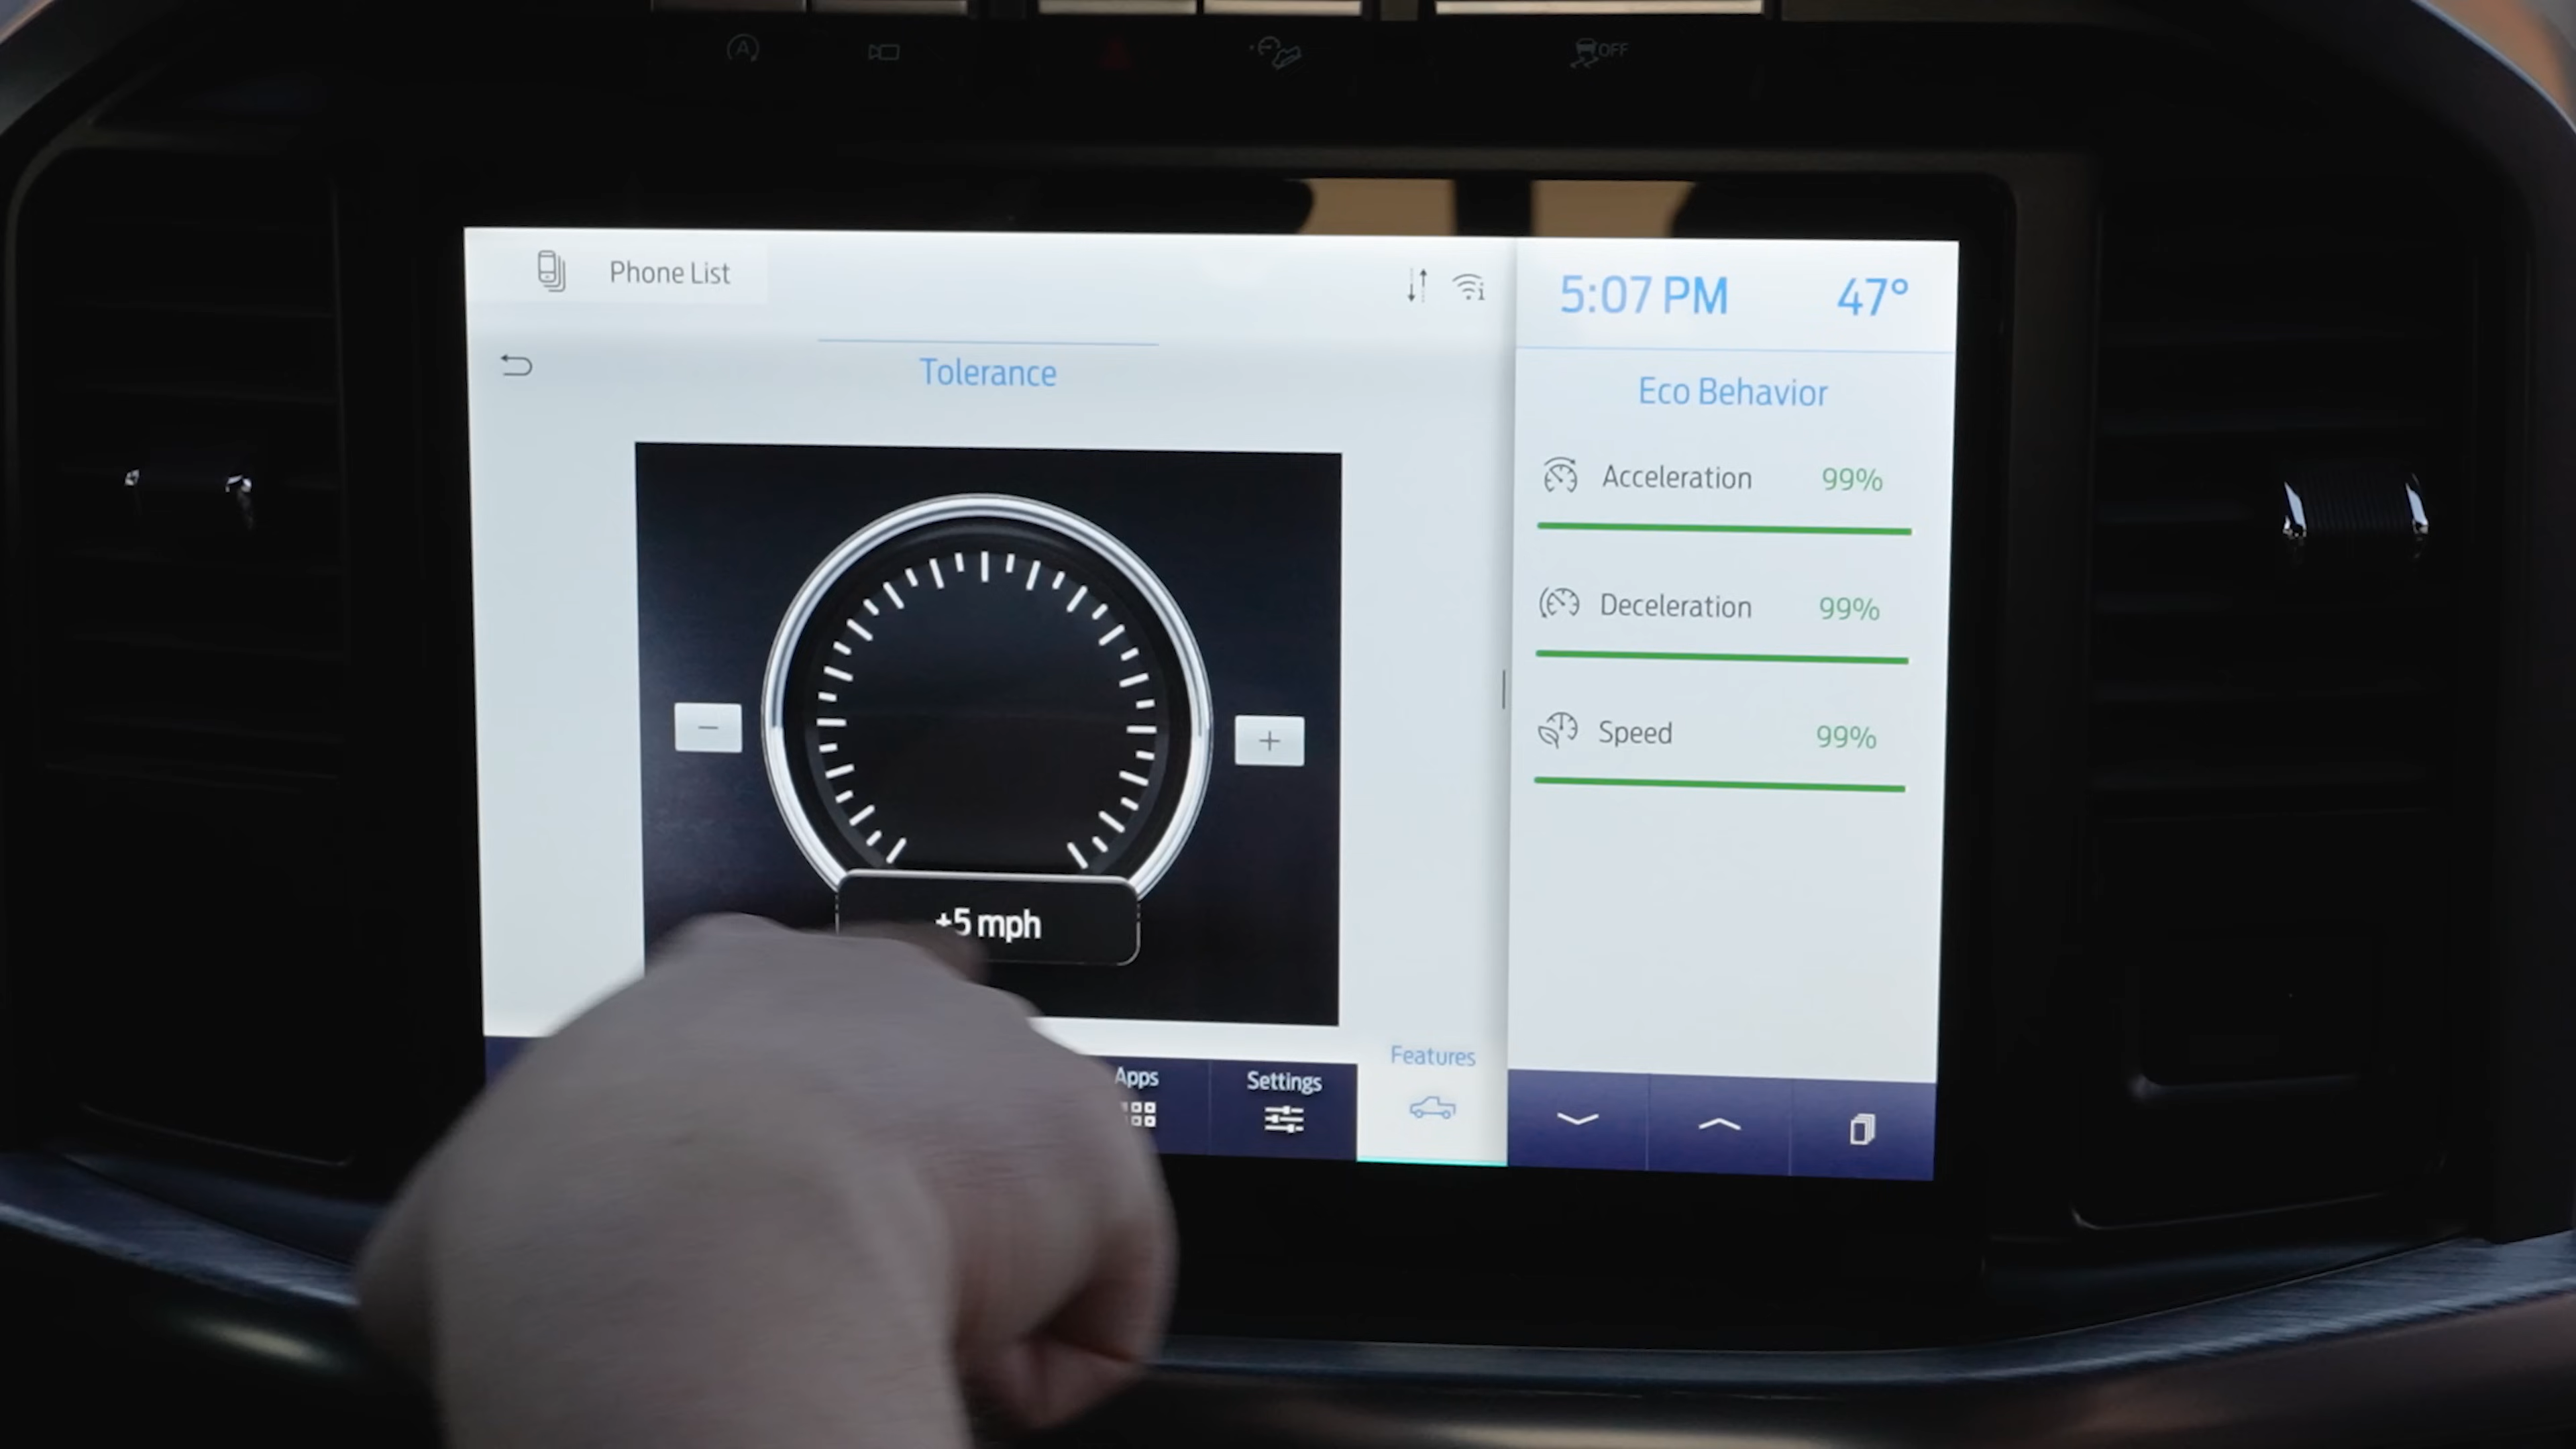 A
OFF
Phone List
5:07 PM
47°
Tolerance
Eco Behavior
Acceleration 99%
Deceleration 99%
Speed 99%
− +
+5 mph
Apps
Settings
Features